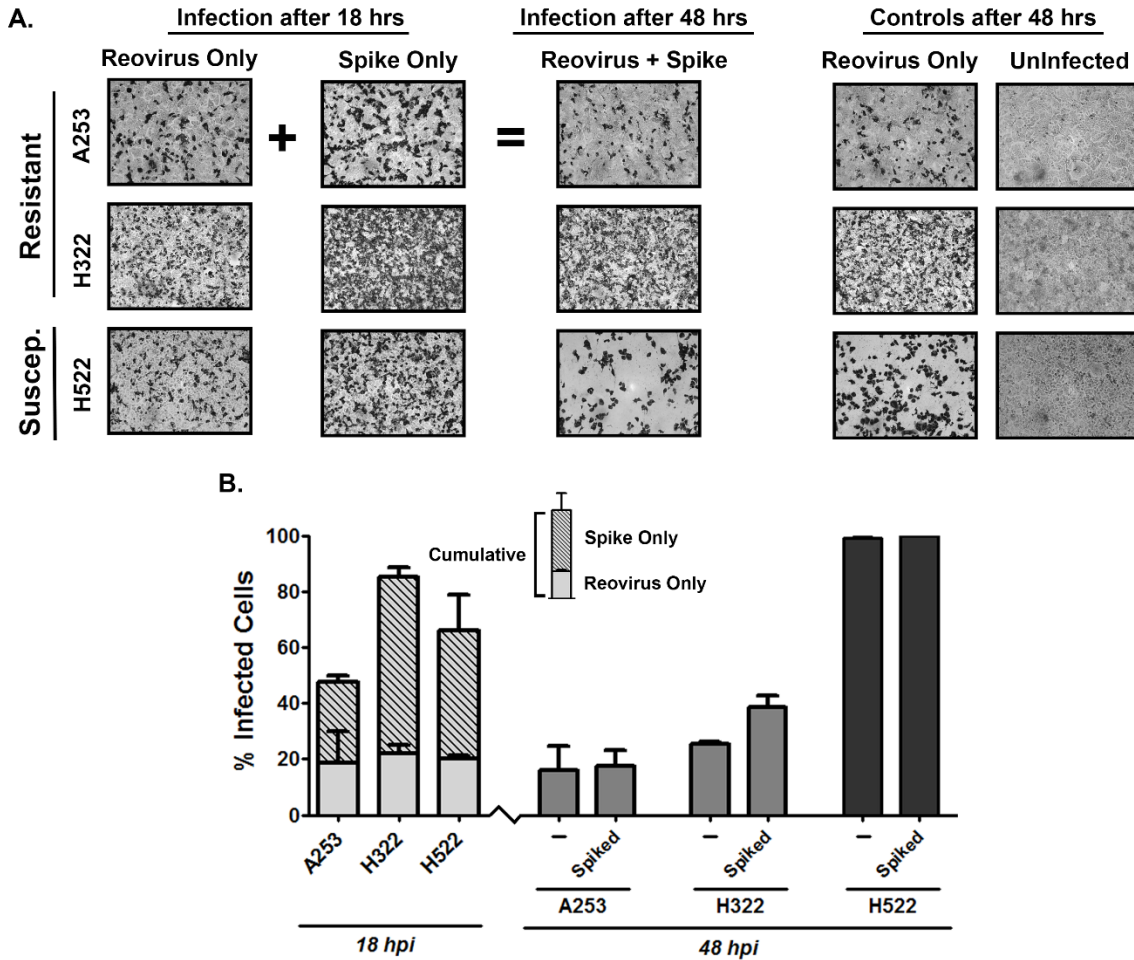 A.
Infection after 18 hrs
Infection after 48 hrs
Controls after 48 hrs
Reovirus Only
Spike Only
Reovirus + Spike
Reovirus Only
UnInfected
Resistant
A253
+
=
H322
Suscep.
H522
B.
% Infected Cells
100
80
60
40
20
0
Cumulative
Spike Only
Reovirus Only
A253
H322
H522
–
Spiked
–
Spiked
–
Spiked
A253
H322
H522
18 hpi
48 hpi